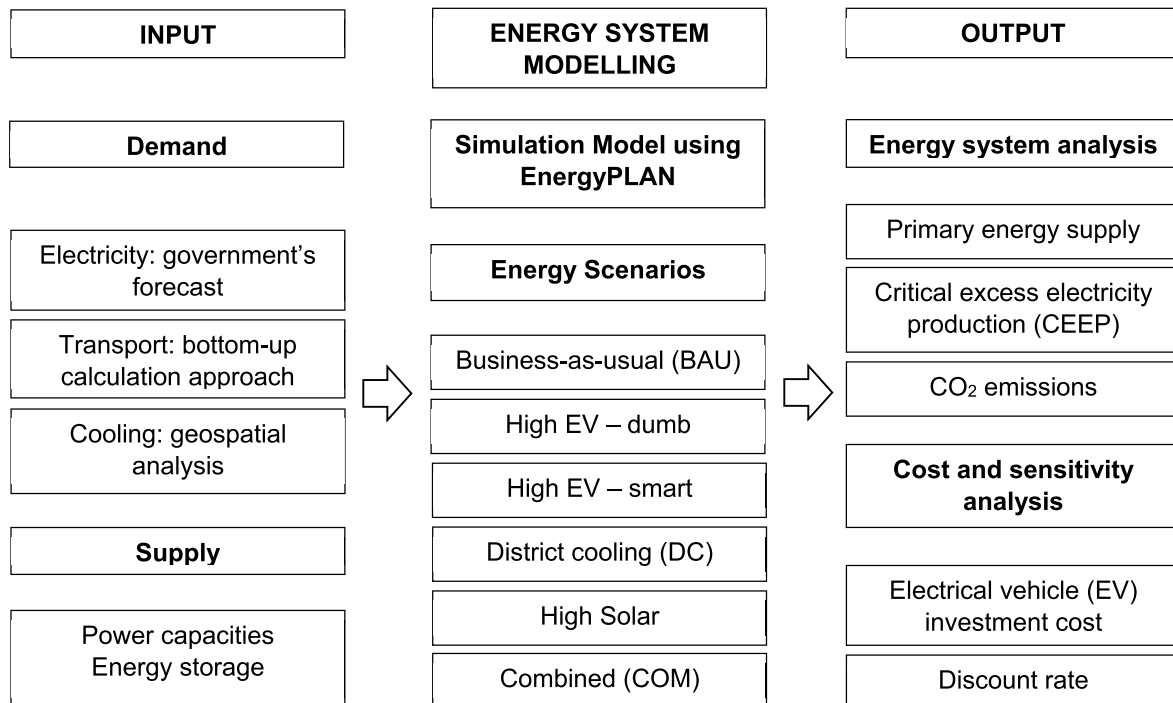 INPUT
Demand
Electricity: government’s
forecast
Transport: bottom-up
calculation approach
Cooling: geospatial
analysis
Supply
Power capacities
Energy storage
ENERGY SYSTEM
MODELLING
Simulation Model using
EnergyPLAN
Energy Scenarios
Business-as-usual (BAU)
High EV – dumb
High EV – smart
District cooling (DC)
High Solar
Combined (COM)
OUTPUT
Energy system analysis
Primary energy supply
Critical excess electricity
production (CEEP)
CO₂ emissions
Cost and sensitivity
analysis
Electrical vehicle (EV)
investment cost
Discount rate